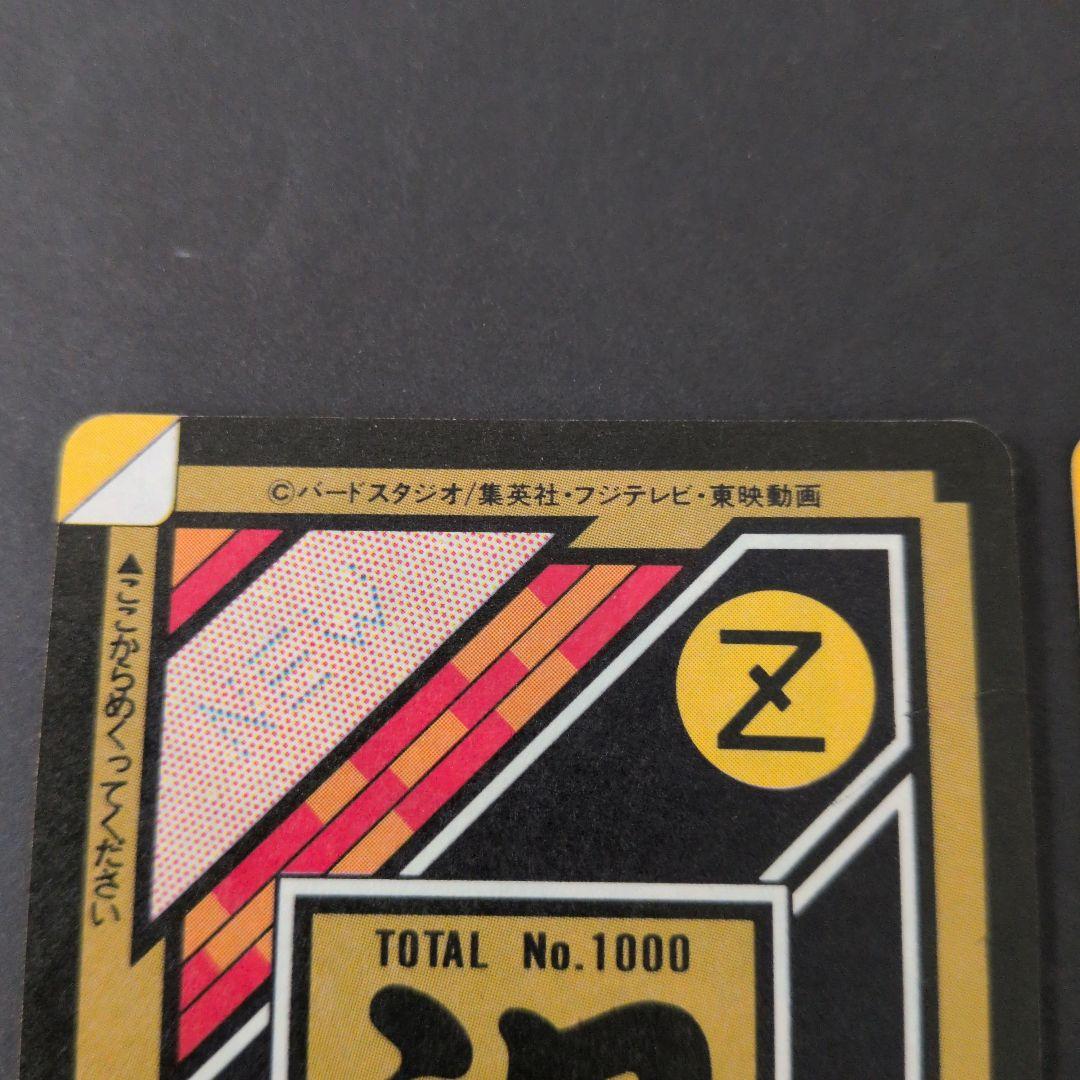 ©バードスタジオ/集英社・フジテレビ・東映動画
▲ここからめくってください
NEW
Z
TOTAL No.1000